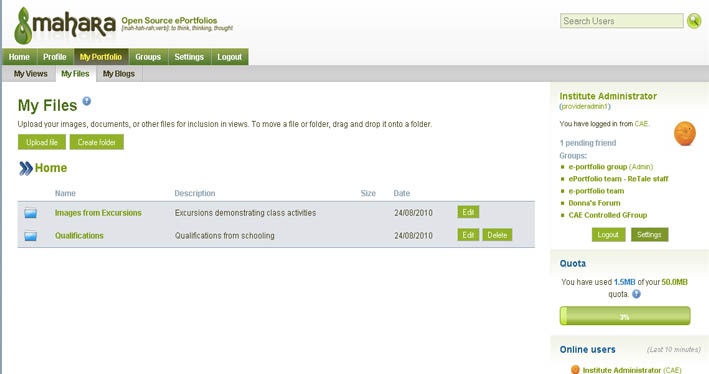 mahara
Open Source ePortfolios
[mah-hah-rah;verb]: to think, thinking, thought
Search Users
Home Profile My Portfolio Groups Settings Logout
My Views My Files My Blogs
My Files ?
Upload your images, documents, or other files for inclusion in views. To move a file or folder, drag and drop it onto a folder.
Upload file Create folder
Home
Name Description Size Date
Images from Excursions Excursions demonstrating class activities 24/08/2010 Edit
Qualifications Qualifications from schooling 24/08/2010 Edit Delete
Institute Administrator
(provideradmin1)
You have logged in from CAE.
1 pending friend
Groups:
e-portfolio group (Admin)
ePortfolio team - ReTale staff
e-portfolio team
Donna's Forum
CAE Controlled GFroup
Logout Settings
Quota
You have used 1.5MB of your 50.0MB
quota. ?
3%
Online users (Last 10 minutes)
Institute Administrator (CAE)